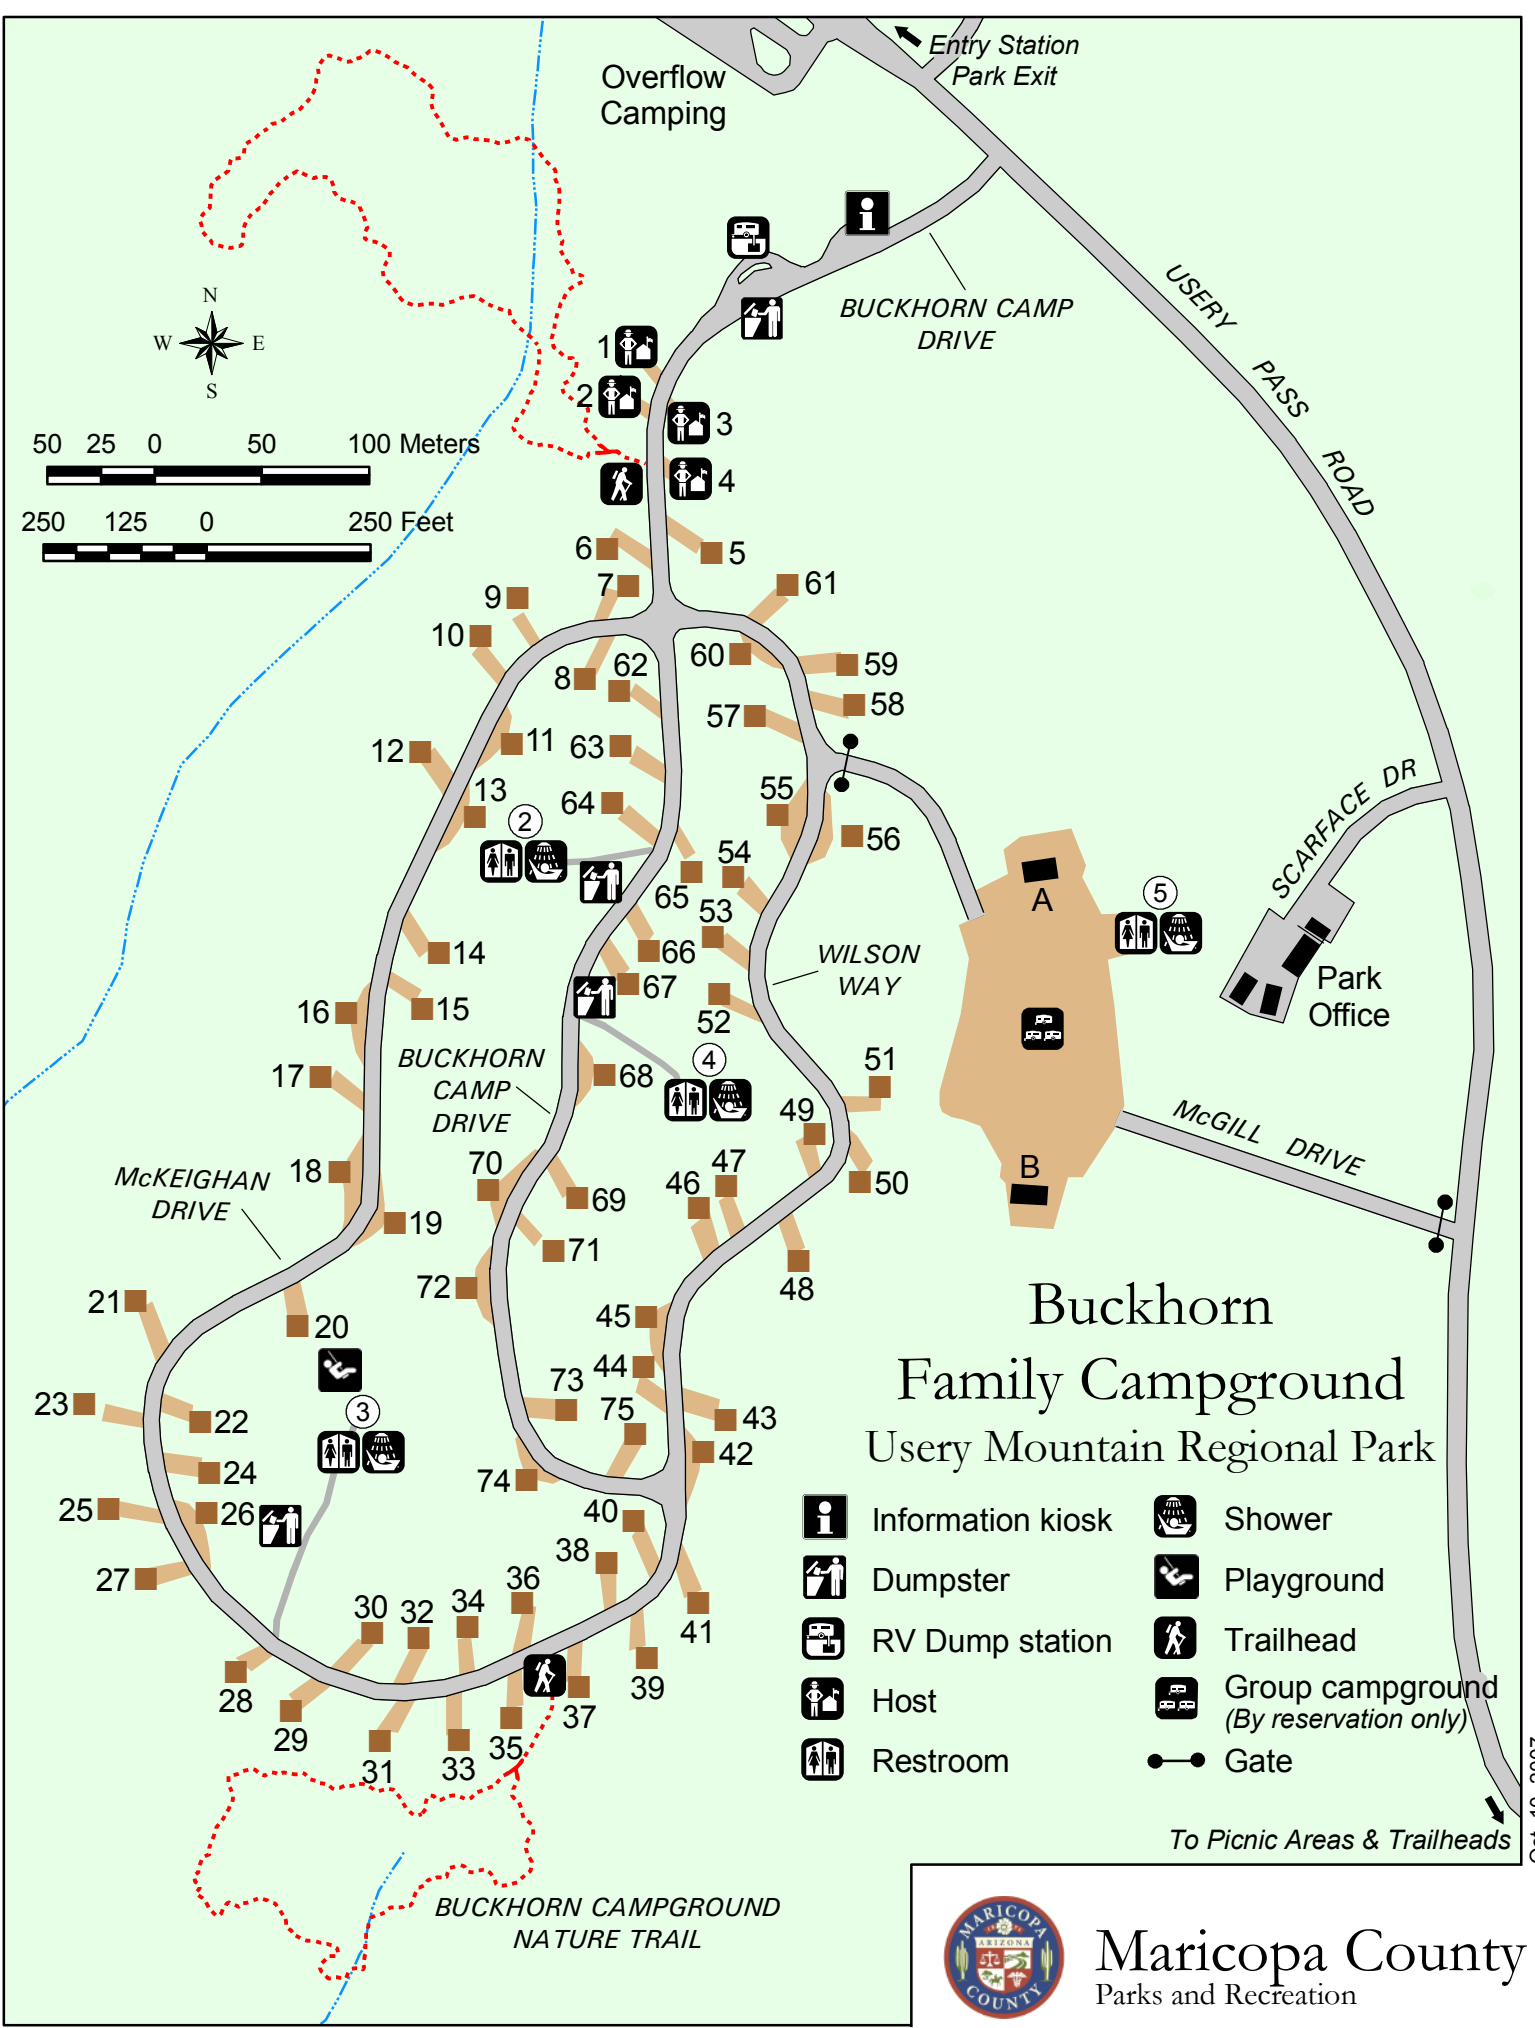 Entry Station
Park Exit
Overflow
Camping
USERY PASS ROAD
BUCKHORN CAMP
DRIVE
N
W E
S
1
2
3
4
50 25 0 50 100 Meters
250 125 0 250 Feet
5
6
7
8
9
10
61
62
60
59
58
57
11
12
63
13
64
55
56
2
54
65
53
SCARFACE DR
A
5
14
66
67
WILSON
WAY
Park
Office
15
16
52
BUCKHORN
CAMP
DRIVE
4
17
68
51
49
McGILL DRIVE
18
McKEIGHAN
DRIVE
70
69
46
47
50
B
19
71
72
48
21
20
45
44
73
75
43
42
23
22
3
24
74
25
26
40
38
27
36
30
32
34
41
28
29
31
33
35
37
39
Buckhorn
Family Campground
Usery Mountain Regional Park
Information kiosk
Dumpster
RV Dump station
Host
Restroom
Shower
Playground
Trailhead
Group campground
(By reservation only)
Gate
To Picnic Areas & Trailheads
BUCKHORN CAMPGROUND
NATURE TRAIL
MARICOPA
ARIZONA
COUNTY
Maricopa County
Parks and Recreation